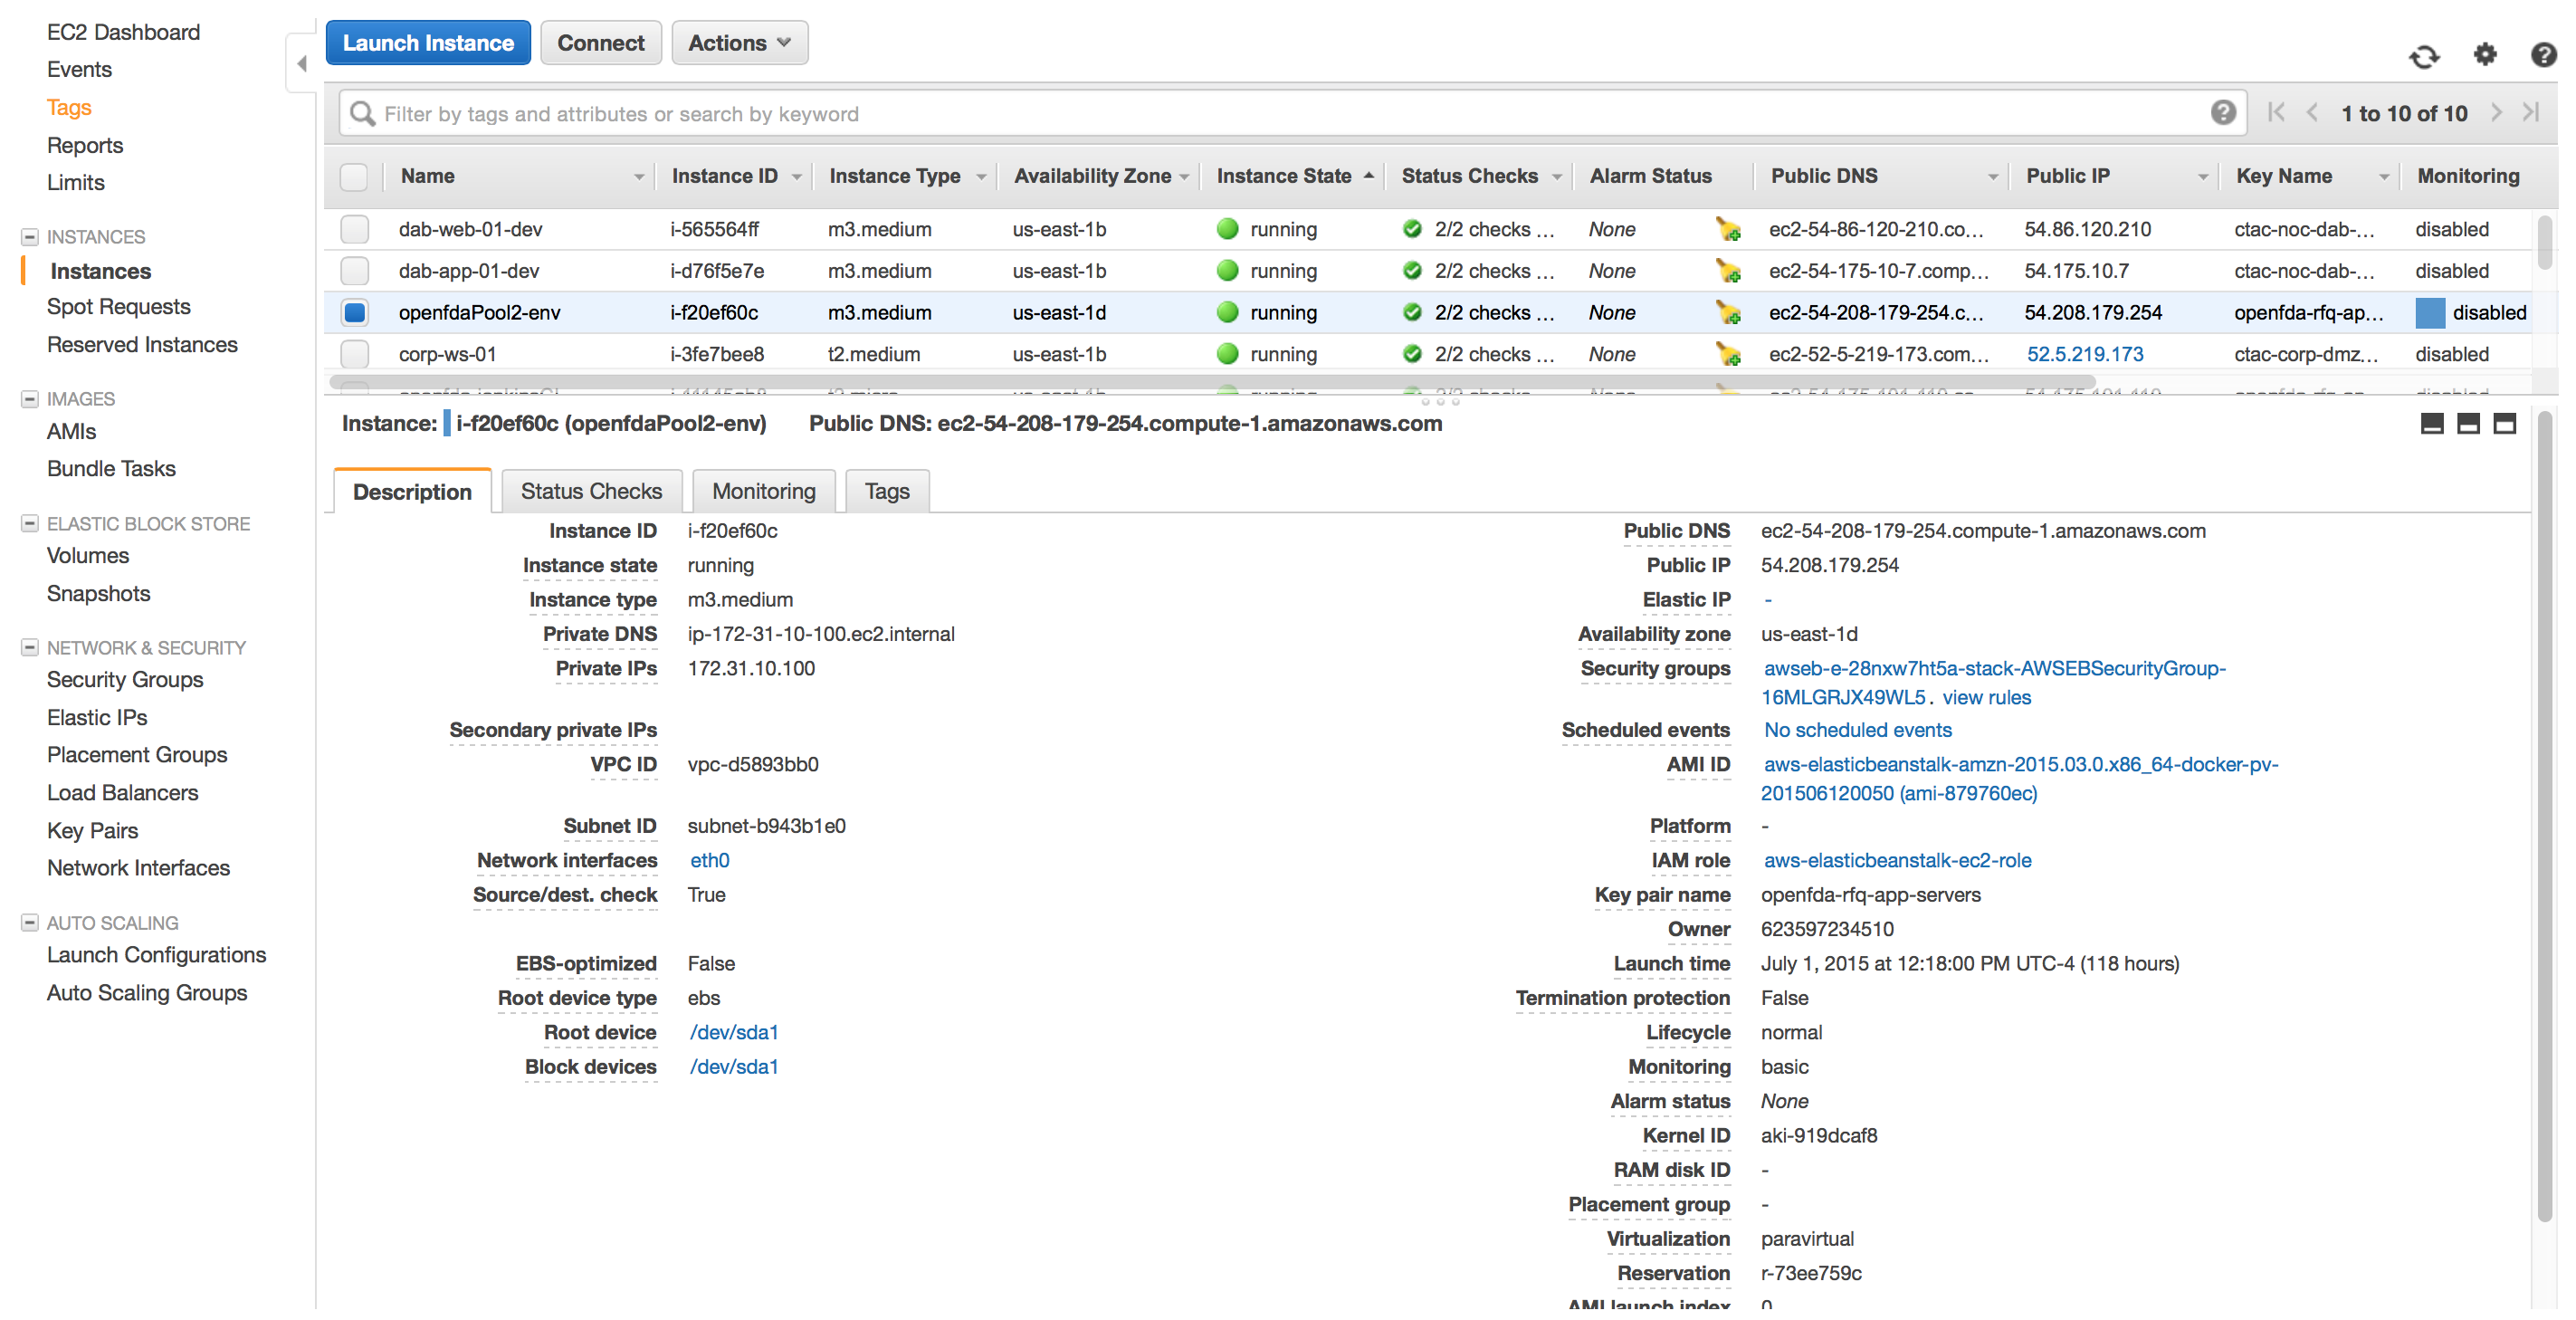 EC2 Dashboard
Events
Tags
Reports
Limits
INSTANCES
Instances
Spot Requests
Reserved Instances
IMAGES
AMIs
Bundle Tasks
ELASTIC BLOCK STORE
Volumes
Snapshots
NETWORK & SECURITY
Security Groups
Elastic IPs
Placement Groups
Load Balancers
Key Pairs
Network Interfaces
AUTO SCALING
Launch Configurations
Auto Scaling Groups
Launch Instance Connect Actions
Filter by tags and attributes or search by keyword 1 to 10 of 10
Name Instance ID Instance Type Availability Zone Instance State Status Checks Alarm Status Public DNS Public IP Key Name Monitoring
dab-web-01-dev i-565564ff m3.medium us-east-1b running 2/2 checks ... None ec2-54-86-120-210.co... 54.86.120.210 ctac-noc-dab-... disabled
dab-app-01-dev i-d76f5e7e m3.medium us-east-1b running 2/2 checks ... None ec2-54-175-10-7.comp... 54.175.10.7 ctac-noc-dab-... disabled
openfdaPool2-env i-f20ef60c m3.medium us-east-1d running 2/2 checks ... None ec2-54-208-179-254.c... 54.208.179.254 openfda-rfq-ap... disabled
corp-ws-01 i-3fe7bee8 t2.medium us-east-1b running 2/2 checks ... None ec2-52-5-219-173.com... 52.5.219.173 ctac-corp-dmz... disabled
Instance: i-f20ef60c (openfdaPool2-env) Public DNS: ec2-54-208-179-254.compute-1.amazonaws.com
Description Status Checks Monitoring Tags
Instance ID i-f20ef60c
Instance state running
Instance type m3.medium
Private DNS ip-172-31-10-100.ec2.internal
Private IPs 172.31.10.100
Secondary private IPs
VPC ID vpc-d5893bb0
Subnet ID subnet-b943b1e0
Network interfaces eth0
Source/dest. check True
EBS-optimized False
Root device type ebs
Root device /dev/sda1
Block devices /dev/sda1
Public DNS ec2-54-208-179-254.compute-1.amazonaws.com
Public IP 54.208.179.254
Elastic IP -
Availability zone us-east-1d
Security groups awseb-e-28nxw7ht5a-stack-AWSEBSecurityGroup-
16MLGRJX49WL5. view rules
Scheduled events No scheduled events
AMI ID aws-elasticbeanstalk-amzn-2015.03.0.x86_64-docker-pv-
201506120050 (ami-879760ec)
Platform -
IAM role aws-elasticbeanstalk-ec2-role
Key pair name openfda-rfq-app-servers
Owner 623597234510
Launch time July 1, 2015 at 12:18:00 PM UTC-4 (118 hours)
Termination protection False
Lifecycle normal
Monitoring basic
Alarm status None
Kernel ID aki-919dcaf8
RAM disk ID -
Placement group -
Virtualization paravirtual
Reservation r-73ee759c
AMI launch index 0